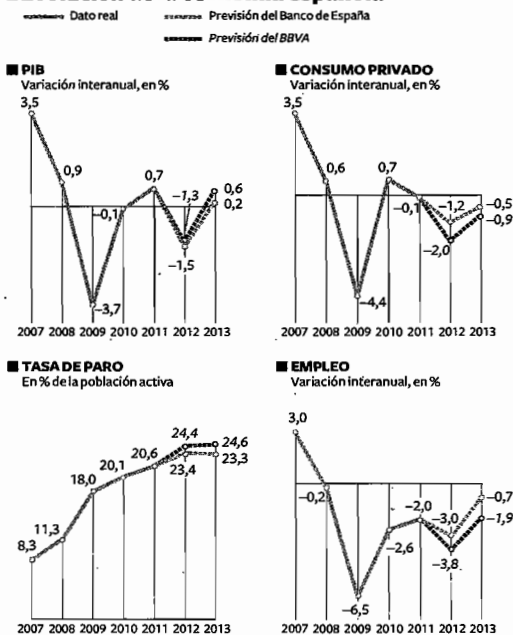 Dato real
Previsión del Banco de España
Previsión del BBVA
PIB
Variación interanual, en %
3,5
0,9
-3,7
-0,1
0,7
-1,3
-1,5
0,6
0,2
2007 2008 2009 2010 2011 2012 2013
CONSUMO PRIVADO
Variación interanual, en %
3,5
0,6
-4,4
0,7
-0,1
-1,2
-2,0
-0,5
-0,9
2007 2008 2009 2010 2011 2012 2013
TASA DE PARO
En % de la población activa
8,3
11,3
18,0
20,1
20,6
24,4
23,4
24,6
23,3
2007 2008 2009 2010 2011 2012 2013
EMPLEO
Variación interanual, en %
3,0
-0,2
-6,5
-2,6
-2,0
-3,0
-3,8
-0,7
-1,9
2007 2008 2009 2010 2011 2012 2013